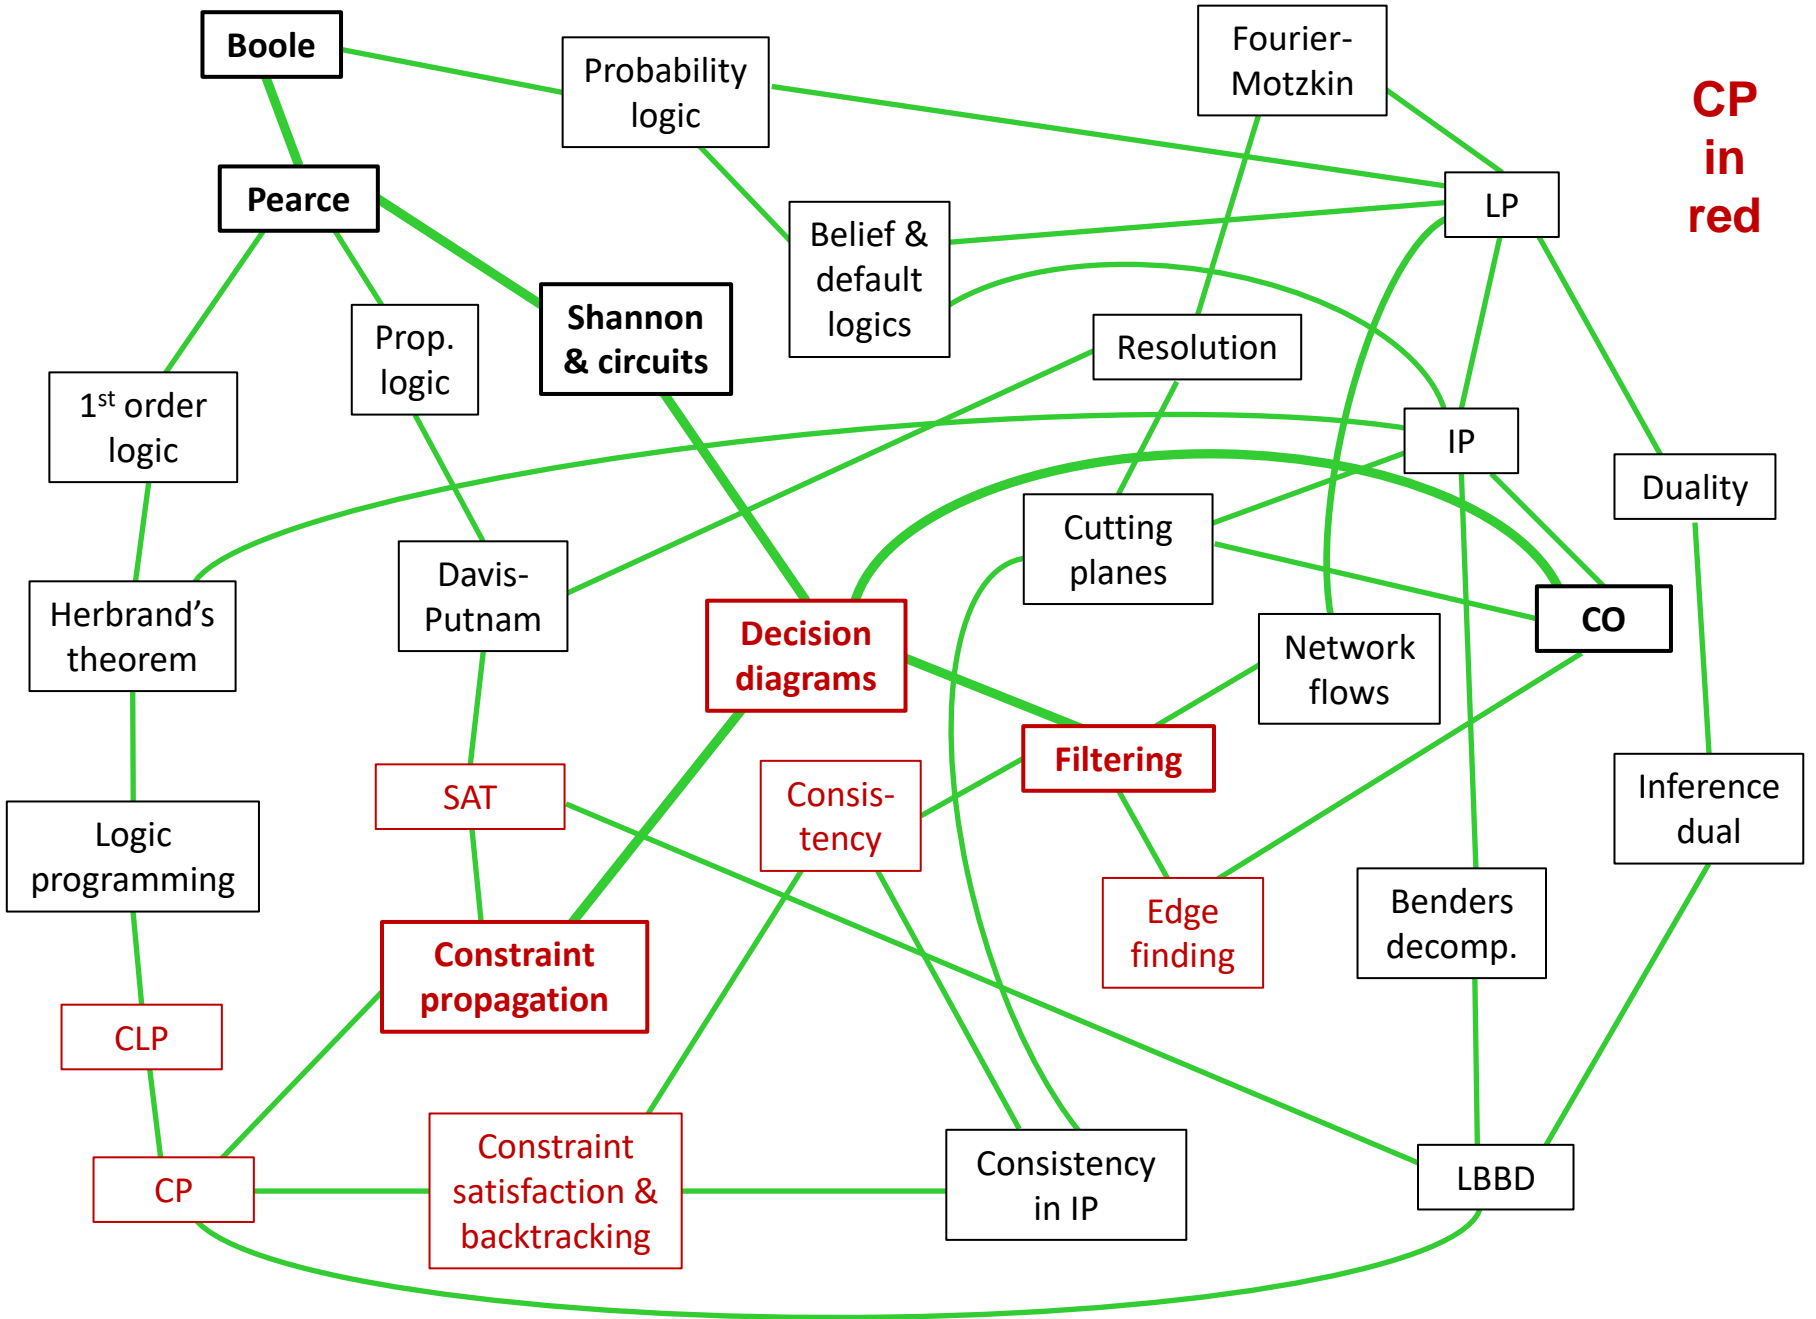 Boole
Probability
logic
Fourier-
Motzkin
CP
in
red
Pearce
LP
Belief &
default
logics
Shannon
& circuits
Prop.
logic
Resolution
1st order
logic
IP
Duality
Cutting
planes
Davis-
Putnam
Herbrand's
theorem
Decision
diagrams
CO
Network
flows
Filtering
SAT
Consis-
tency
Inference
dual
Logic
programming
Edge
finding
Benders
decomp.
Constraint
propagation
CLP
CP
Constraint
satisfaction &
backtracking
Consistency
in IP
LBBD